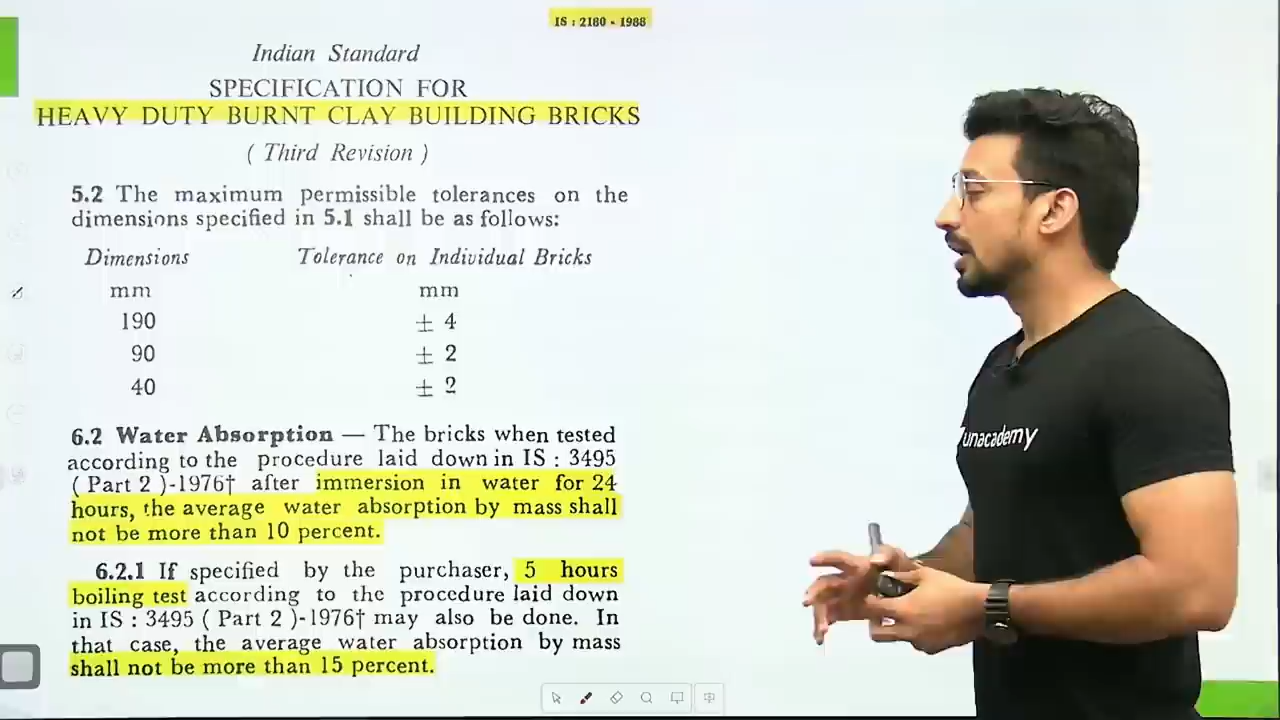 IS : 2180 - 1988
Indian Standard
SPECIFICATION FOR
HEAVY DUTY BURNT CLAY BUILDING BRICKS
( Third Revision )
5.2 The maximum permissible tolerances on the
dimensions specified in 5.1 shall be as follows:
Dimensions Tolerance on Individual Bricks
mm mm
190 ± 4
90 ± 2
40 ± 2
6.2 Water Absorption — The bricks when tested
according to the procedure laid down in IS : 3495
( Part 2 )-1976† after immersion in water for 24
hours, the average water absorption by mass shall
not be more than 10 percent.
6.2.1 If specified by the purchaser, 5 hours
boiling test according to the procedure laid down
in IS : 3495 ( Part 2 )-1976† may also be done. In
that case, the average water absorption by mass
shall not be more than 15 percent.
unacademy